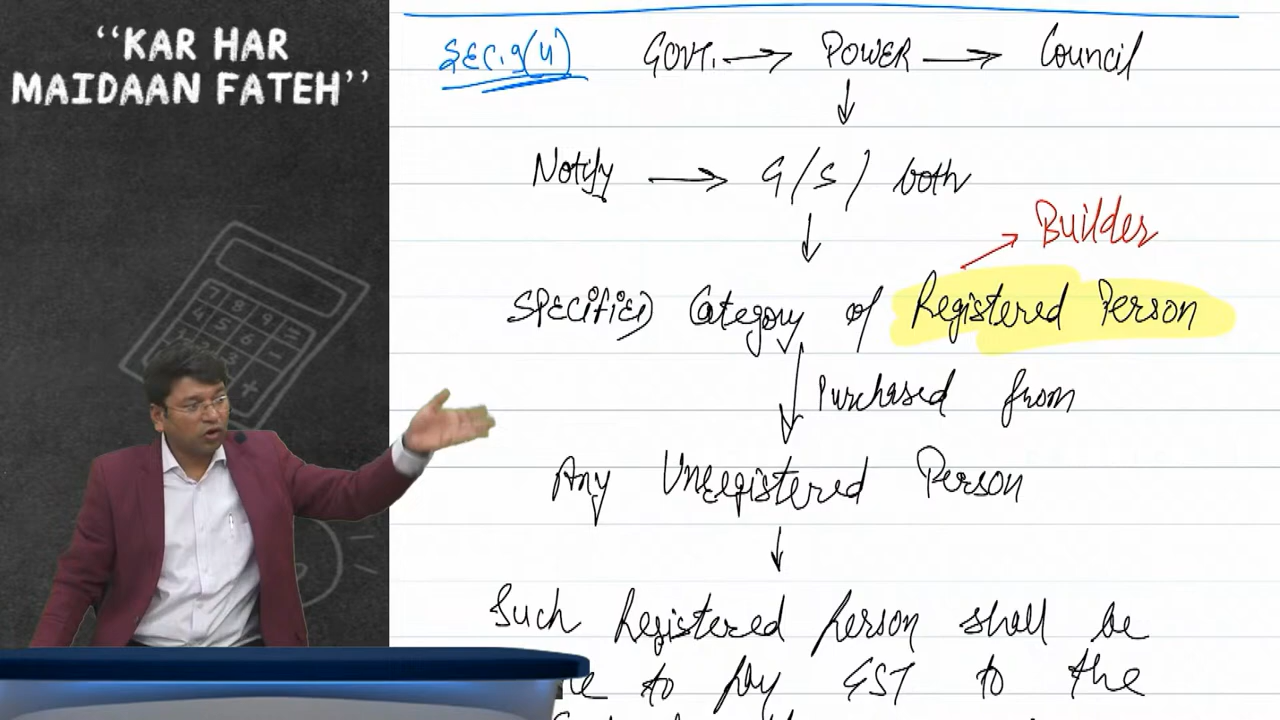 “KAR HAR
MAIDAAN FATEH”
SEC.9(4) GOVT. → POWER → Council
Notify → G/S/ both
Builder
SPECIFIED Category of Registered Person
Purchased from
Any Unregistered Person
Such Registered person shall be
to pay GST to the